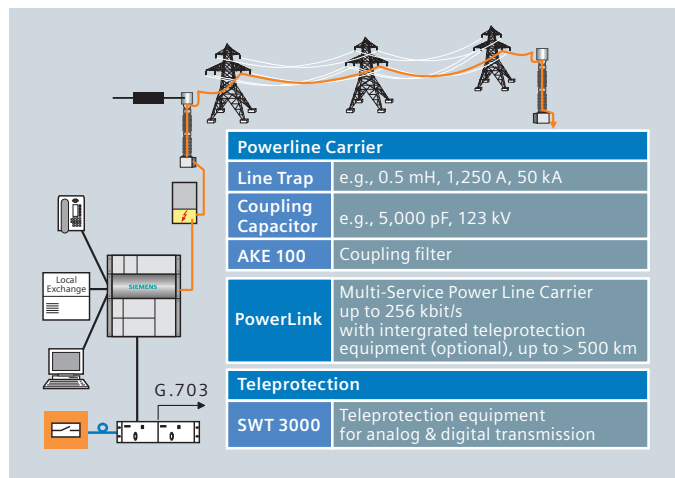 Powerline Carrier
Line Trap
e.g., 0.5 mH, 1,250 A, 50 kA
Coupling
Capacitor
e.g., 5,000 pF, 123 kV
AKE 100
Coupling filter
Local
Exchange
SIEMENS
PowerLink
Multi-Service Power Line Carrier
up to 256 kbit/s
with intergrated teleprotection
equipment (optional), up to > 500 km
Teleprotection
G.703
SWT 3000
Teleprotection equipment
for analog & digital transmission